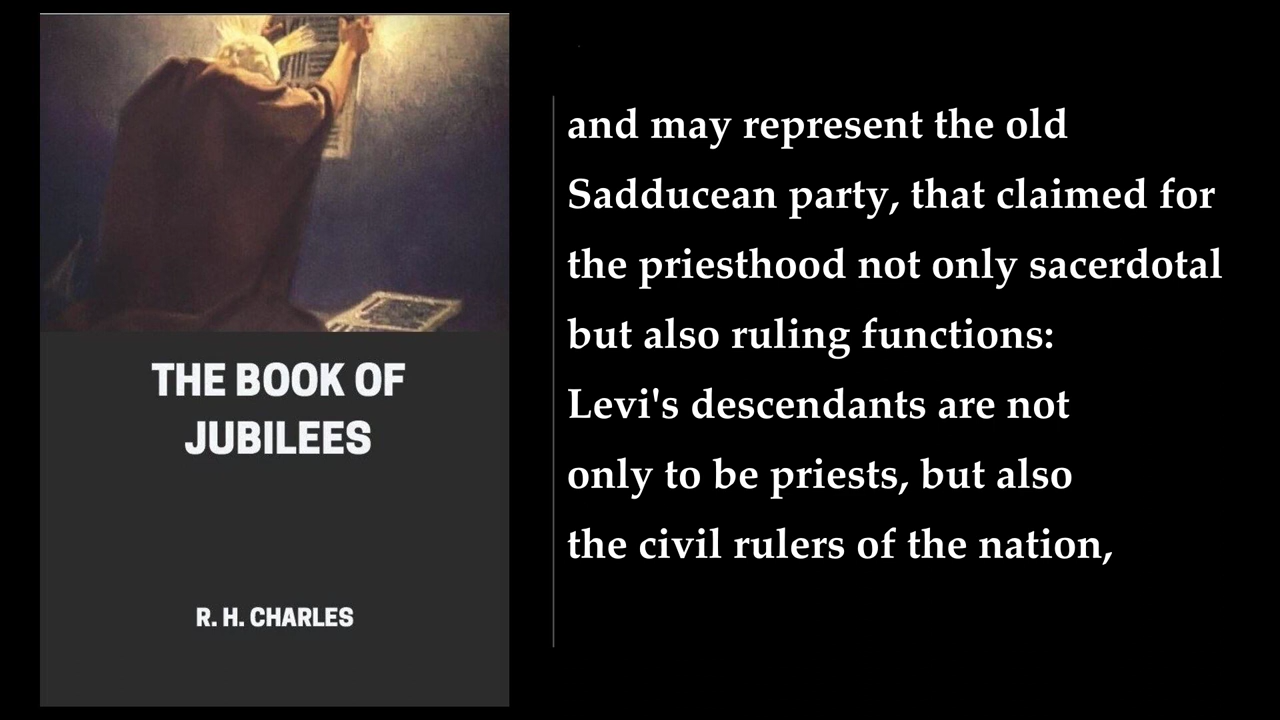 THE BOOK OF
JUBILEES
R. H. CHARLES
and may represent the old
Sadducean party, that claimed for
the priesthood not only sacerdotal
but also ruling functions:
Levi's descendants are not
only to be priests, but also
the civil rulers of the nation,